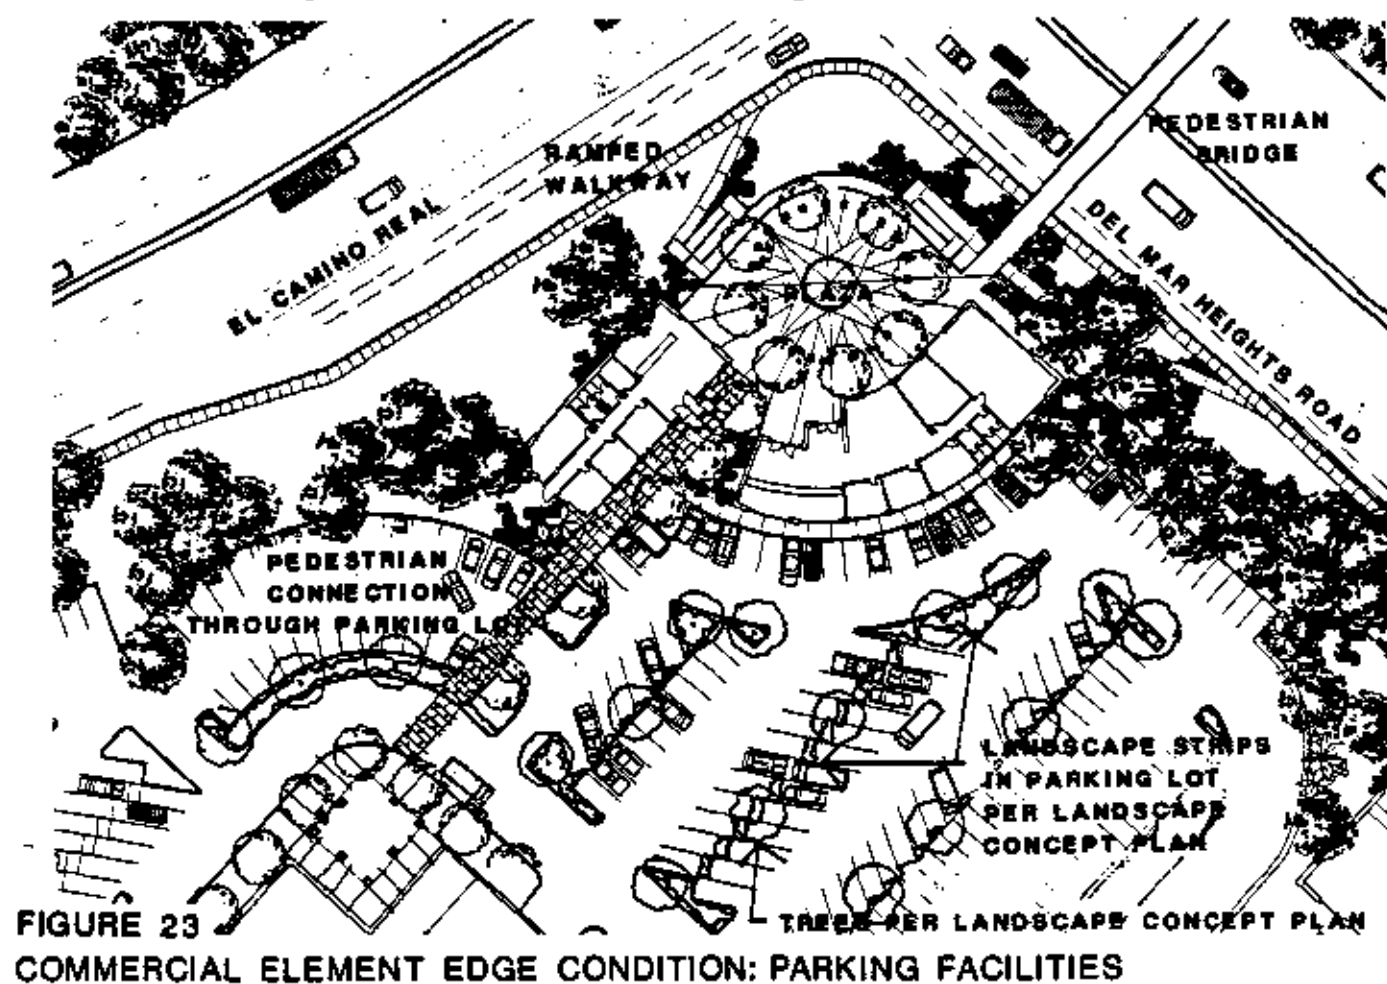 RAMPED
WALKWAY
PEDESTRIAN
BRIDGE
EL CAMINO REAL
DEL MAR HEIGHTS ROAD
PLAZA
PEDESTRIAN
CONNECTION
THROUGH PARKING LOT
LANDSCAPE STRIPS
IN PARKING LOT
PER LANDSCAPE
CONCEPT PLAN
TREES PER LANDSCAPE CONCEPT PLAN
FIGURE 23
COMMERCIAL ELEMENT EDGE CONDITION: PARKING FACILITIES